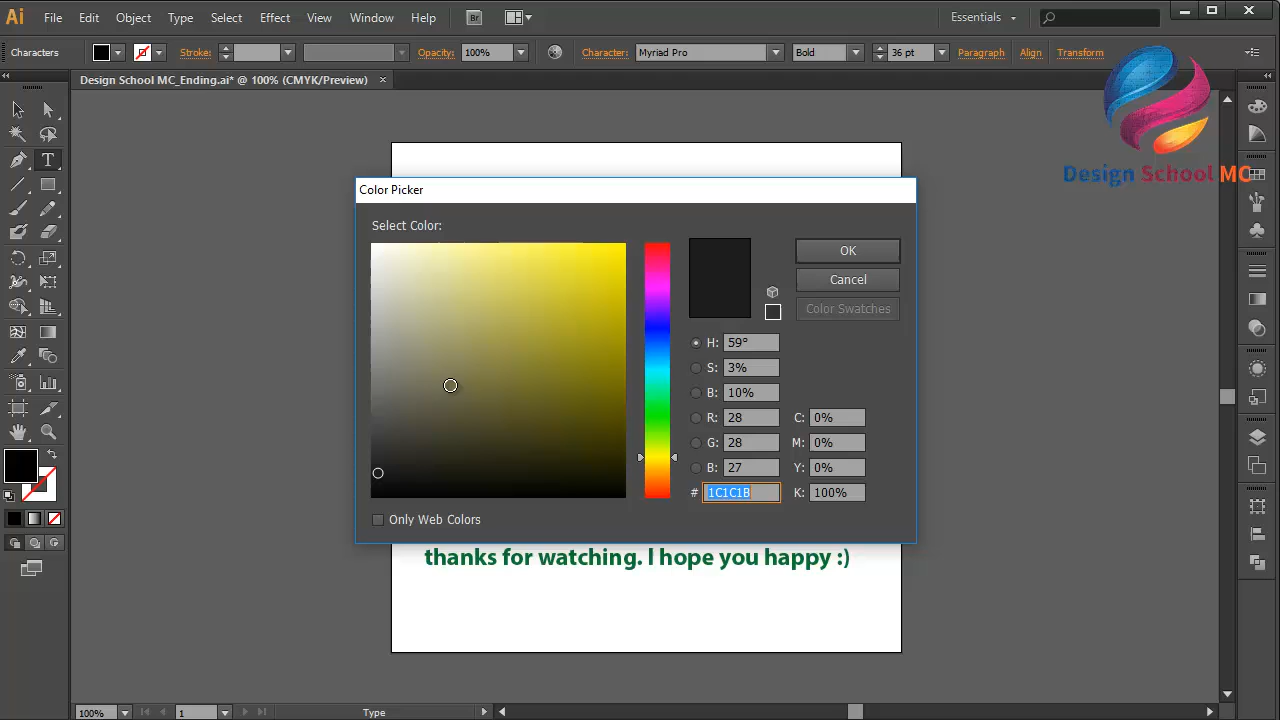 Ai File Edit Object Type Select Effect View Window Help Br Essentials
Characters Stroke: Opacity: 100% Character: Myriad Pro Bold 36 pt Paragraph Align Transform
Design School MC_Ending.ai* @ 100% (CMYK/Preview) ×
Design School MC
Color Picker
Select Color:
OK
Cancel
Color Swatches
H: 59°
S: 3%
B: 10%
R: 28 C: 0%
G: 28 M: 0%
B: 27 Y: 0%
# 1C1C1B K: 100%
Only Web Colors
thanks for watching. I hope you happy :)
100% 1 Type